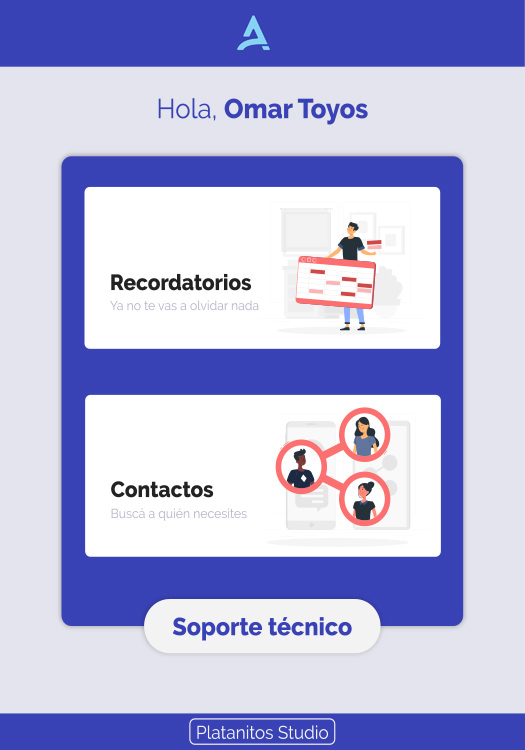 Hola, Omar Toyos
Recordatorios
Ya no te vas a olvidar nada
Contactos
Buscá a quién necesites
Soporte técnico
Platanitos Studio